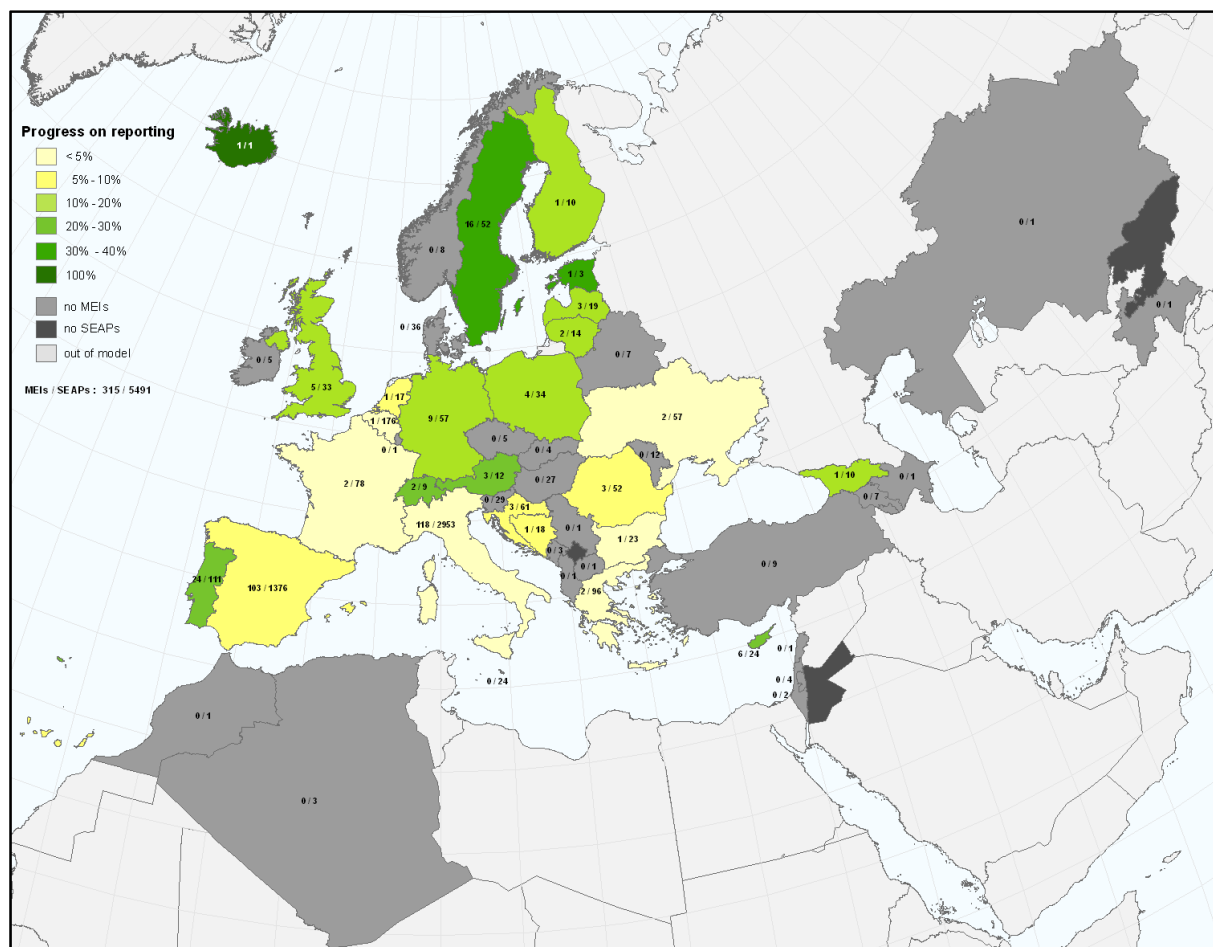 Progress on reporting
< 5%
5% - 10%
10% - 20%
20% - 30%
30% - 40%
100%
no MEIs
no SEAPs
out of model
MEIs / SEAPs : 315 / 5491
1 / 1
16 / 52
1 / 10
0 / 8
1 / 3
3 / 19
2 / 14
0 / 36
0 / 7
0 / 5
5 / 33
1 / 17
1 / 176
0 / 1
9 / 57
4 / 34
2 / 57
0 / 5
0 / 4
0 / 12
0 / 27
2 / 78
2 / 9
3 / 12
3 / 52
0 / 29
3 / 61
1 / 18
118 / 2953
0 / 1
0 / 3
0 / 1
0 / 1
1 / 23
2 / 96
24 / 111
103 / 1376
0 / 9
1 / 10
0 / 1
0 / 7
0 / 1
0 / 1
6 / 24
0 / 1
0 / 4
0 / 2
0 / 24
0 / 1
0 / 3